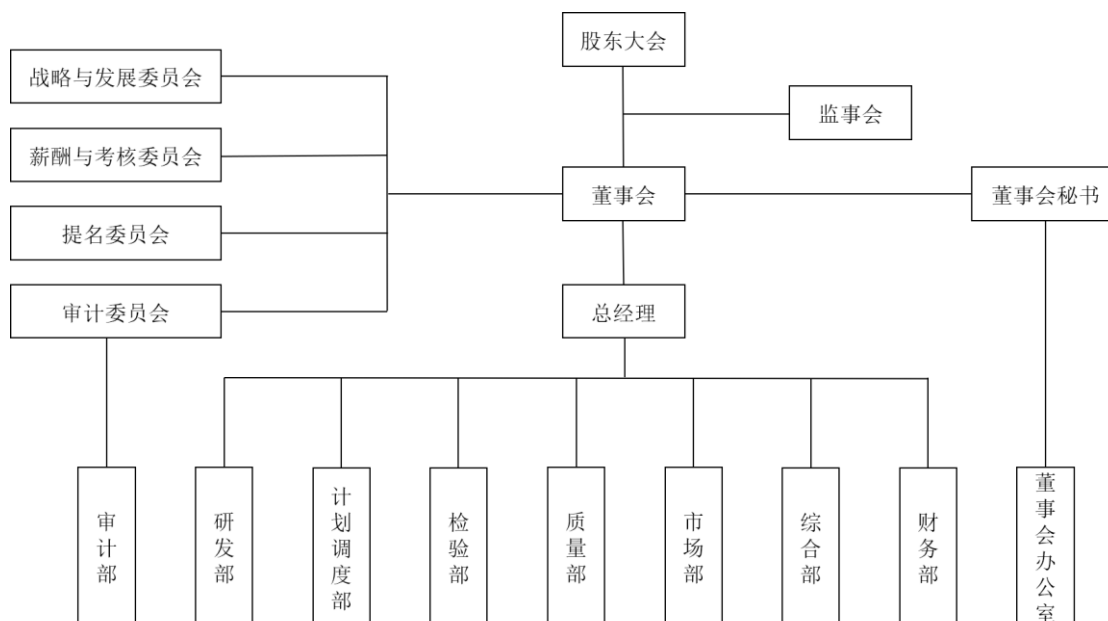 股东大会
战略与发展委员会
监事会
薪酬与考核委员会
董事会
董事会秘书
提名委员会
审计委员会
总经理
审计部
研发部
计划调度部
检验部
质量部
市场部
综合部
财务部
董事会办公室